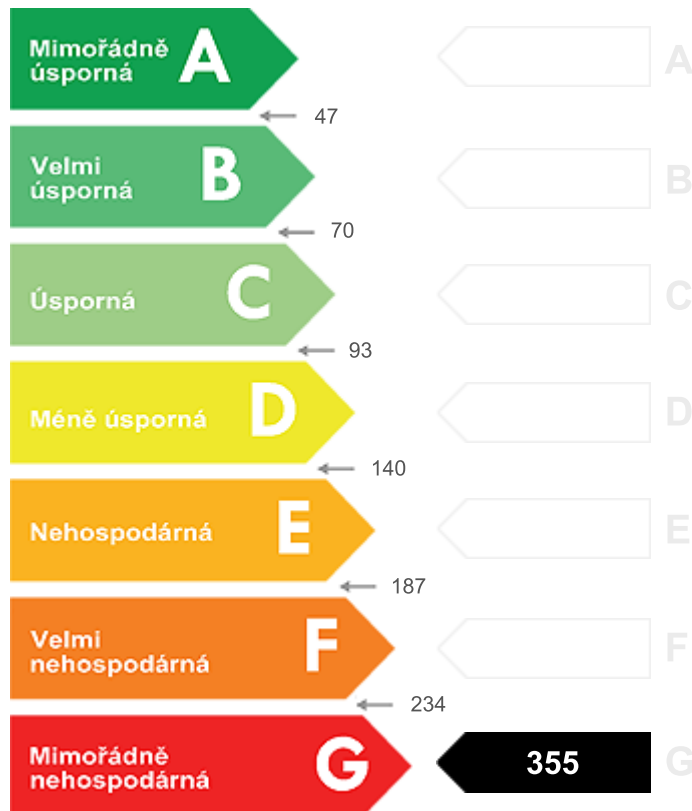 Mimořádně
úsporná
A
A
47
Velmi
úsporná
B
B
70
Úsporná
C
C
93
Méně úsporná
D
D
140
Nehospodárná
E
E
187
Velmi
nehospodárná
F
F
234
Mimořádně
nehospodárná
G
355
G